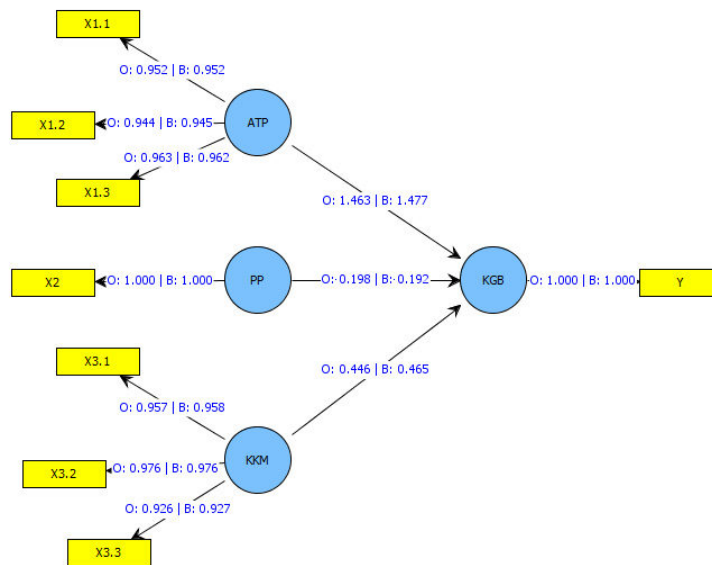 X1.1
O: 0.952 | B: 0.952
X1.2
O: 0.944 | B: 0.945
ATP
O: 0.963 | B: 0.962
X1.3
O: 1.463 | B: 1.477
X2
O: 1.000 | B: 1.000
PP
O: 0.198 | B: 0.192
KGB
O: 1.000 | B: 1.000
Y
X3.1
O: 0.446 | B: 0.465
O: 0.957 | B: 0.958
KKM
X3.2
O: 0.976 | B: 0.976
O: 0.926 | B: 0.927
X3.3